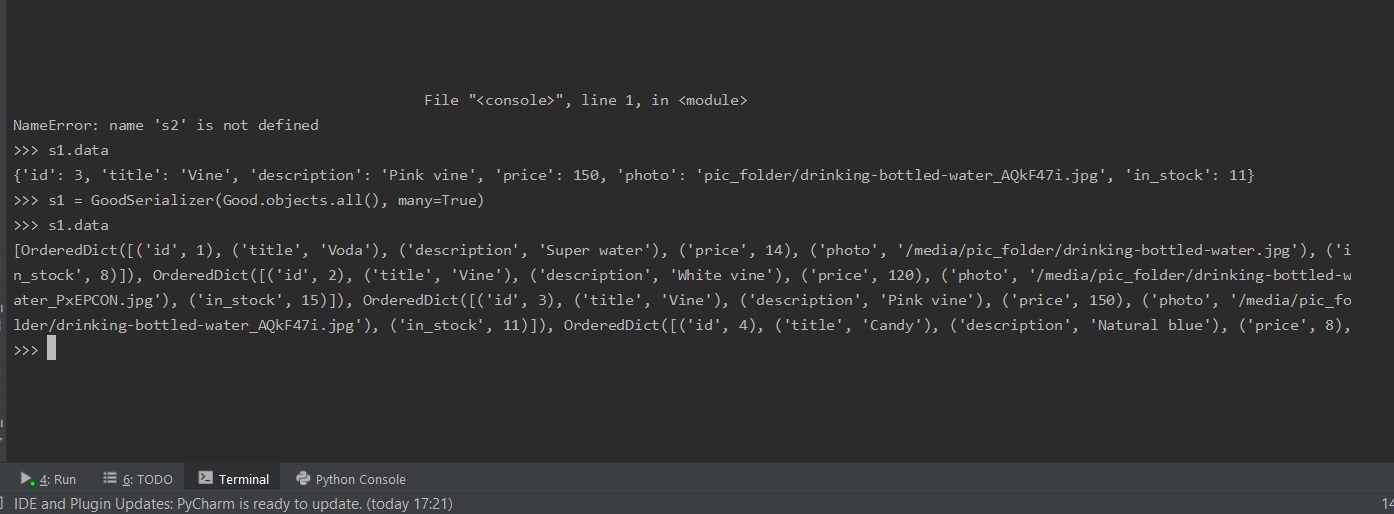 File "<console>", line 1, in <module>
NameError: name 's2' is not defined
>>> s1.data
{'id': 3, 'title': 'Vine', 'description': 'Pink vine', 'price': 150, 'photo': 'pic_folder/drinking-bottled-water_AQkF47i.jpg', 'in_stock': 11}
>>> s1 = GoodSerializer(Good.objects.all(), many=True)
>>> s1.data
[OrderedDict([('id', 1), ('title', 'Voda'), ('description', 'Super water'), ('price', 14), ('photo', '/media/pic_folder/drinking-bottled-water.jpg'), ('i
n_stock', 8)]), OrderedDict([('id', 2), ('title', 'Vine'), ('description', 'White vine'), ('price', 120), ('photo', '/media/pic_folder/drinking-bottled-w
ater_PxEPCON.jpg'), ('in_stock', 15)]), OrderedDict([('id', 3), ('title', 'Vine'), ('description', 'Pink vine'), ('price', 150), ('photo', '/media/pic_fo
lder/drinking-bottled-water_AQkF47i.jpg'), ('in_stock', 11)]), OrderedDict([('id', 4), ('title', 'Candy'), ('description', 'Natural blue'), ('price', 8),
>>>
4: Run 6: TODO Terminal Python Console
IDE and Plugin Updates: PyCharm is ready to update. (today 17:21) 14